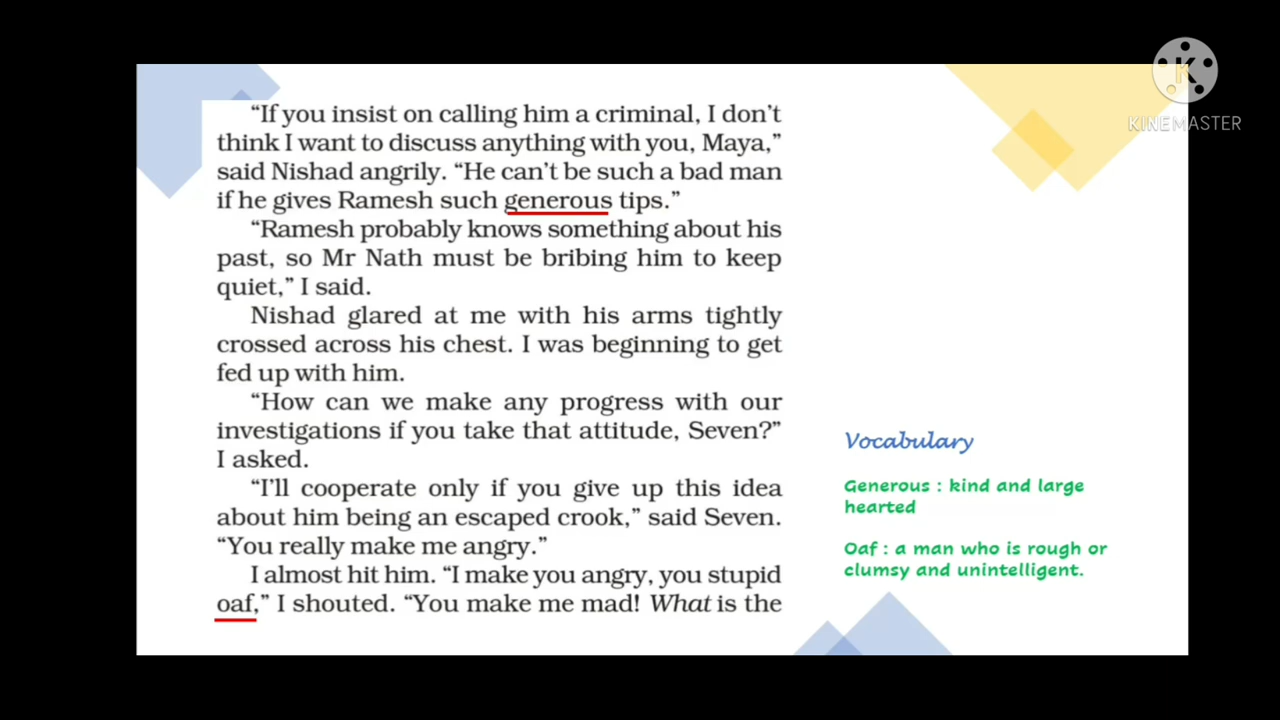 “If you insist on calling him a criminal, I don’t
think I want to discuss anything with you, Maya,”
said Nishad angrily. “He can’t be such a bad man
if he gives Ramesh such generous tips.”
“Ramesh probably knows something about his
past, so Mr Nath must be bribing him to keep
quiet,” I said.
Nishad glared at me with his arms tightly
crossed across his chest. I was beginning to get
fed up with him.
“How can we make any progress with our
investigations if you take that attitude, Seven?”
I asked.
“I’ll cooperate only if you give up this idea
about him being an escaped crook,” said Seven.
“You really make me angry.”
I almost hit him. “I make you angry, you stupid
oaf,” I shouted. “You make me mad! What is the
Vocabulary
Generous : kind and large
hearted
Oaf : a man who is rough or
clumsy and unintelligent.
K
KINEMASTER